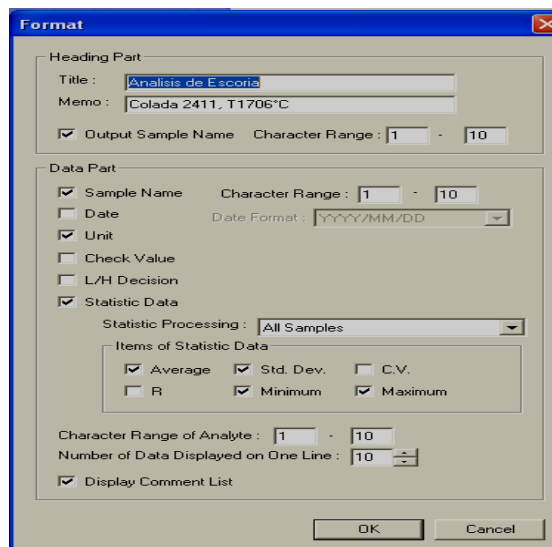 Format
Heading Part
Title : Analisis de Escoria
Memo : Colada 2411, T1706°C
Output Sample Name Character Range : 1 - 10
Data Part
Sample Name Character Range : 1 - 10
Date Date Format : YYYY/MM/DD
Unit
Check Value
L/H Decision
Statistic Data
Statistic Processing : All Samples
Items of Statistic Data
Average Std. Dev. C.V.
R Minimum Maximum
Character Range of Analyte : 1 - 10
Number of Data Displayed on One Line : 10
Display Comment List
OK Cancel